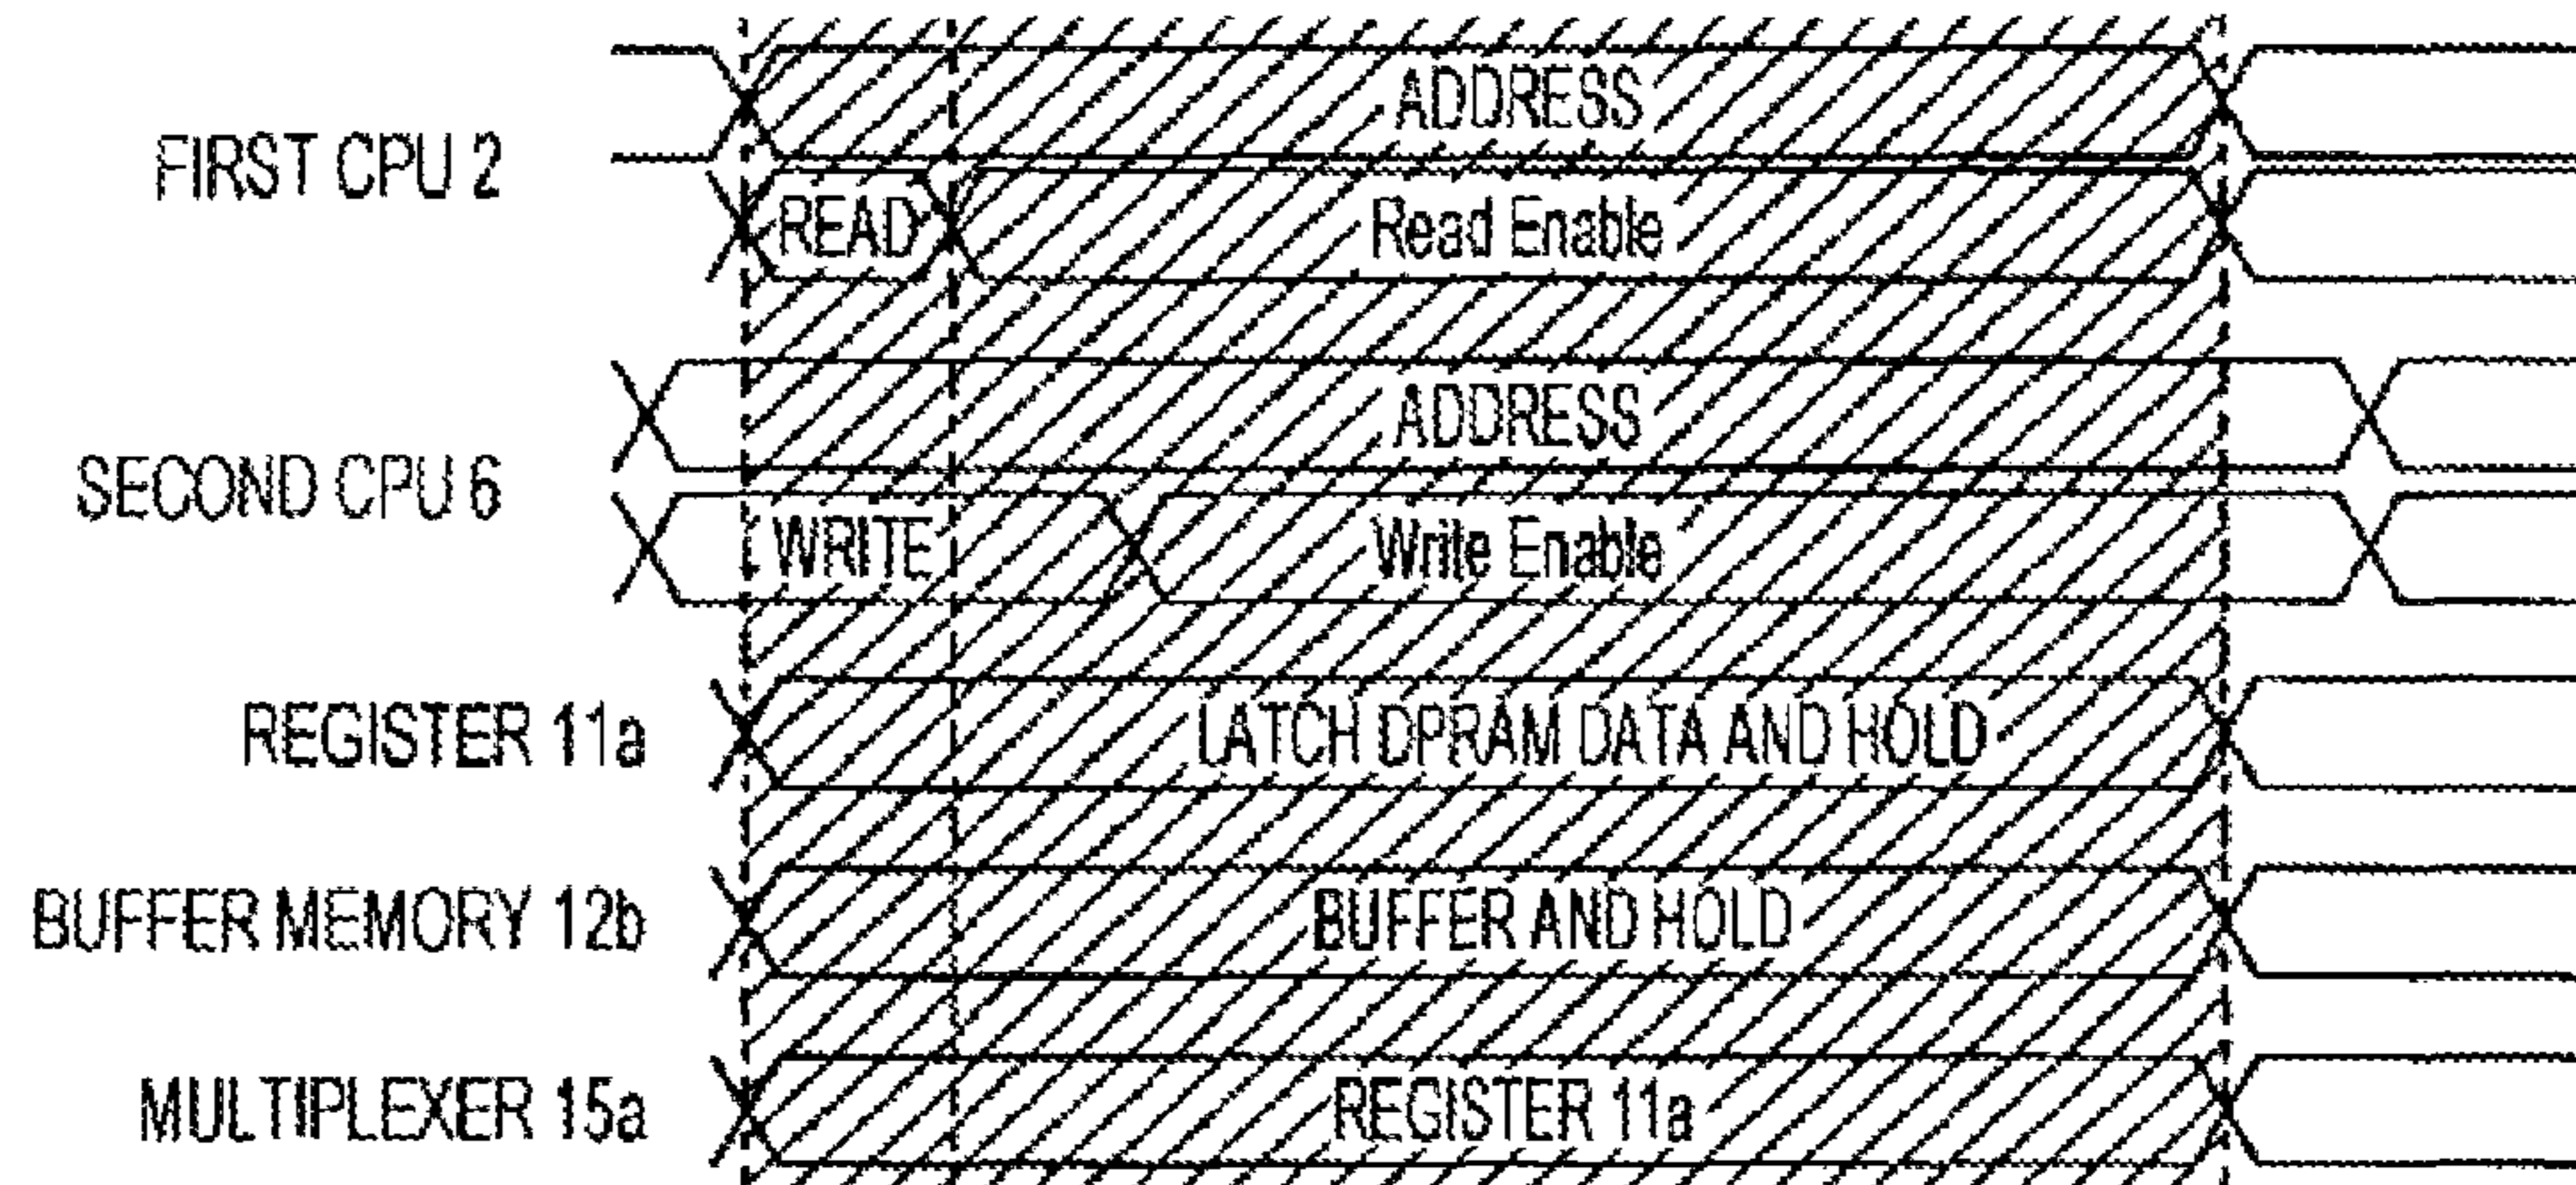 ADDRESS
FIRST CPU 2
READ Read Enable
ADDRESS
SECOND CPU 6
WRITE Write Enable
REGISTER 11a LATCH DPRAM DATA AND HOLD
BUFFER MEMORY 12b BUFFER AND HOLD
MULTIPLEXER 15a REGISTER 11a